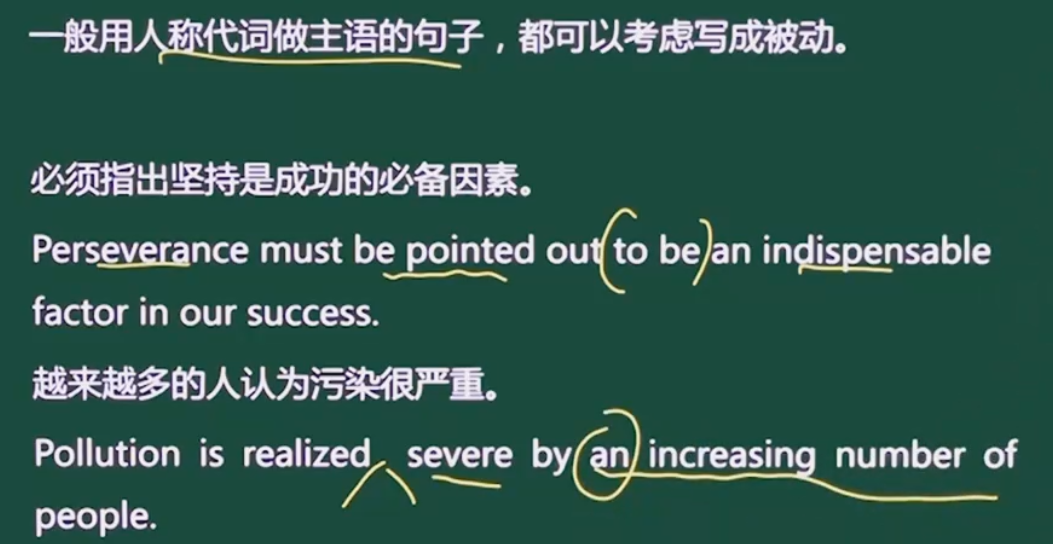 一般用人称代词做主语的句子，都可以考虑写成被动。
必须指出坚持是成功的必备因素。
Perseverance must be pointed out to be an indispensable
factor in our success.
越来越多的人认为污染很严重。
Pollution is realized severe by an increasing number of
people.